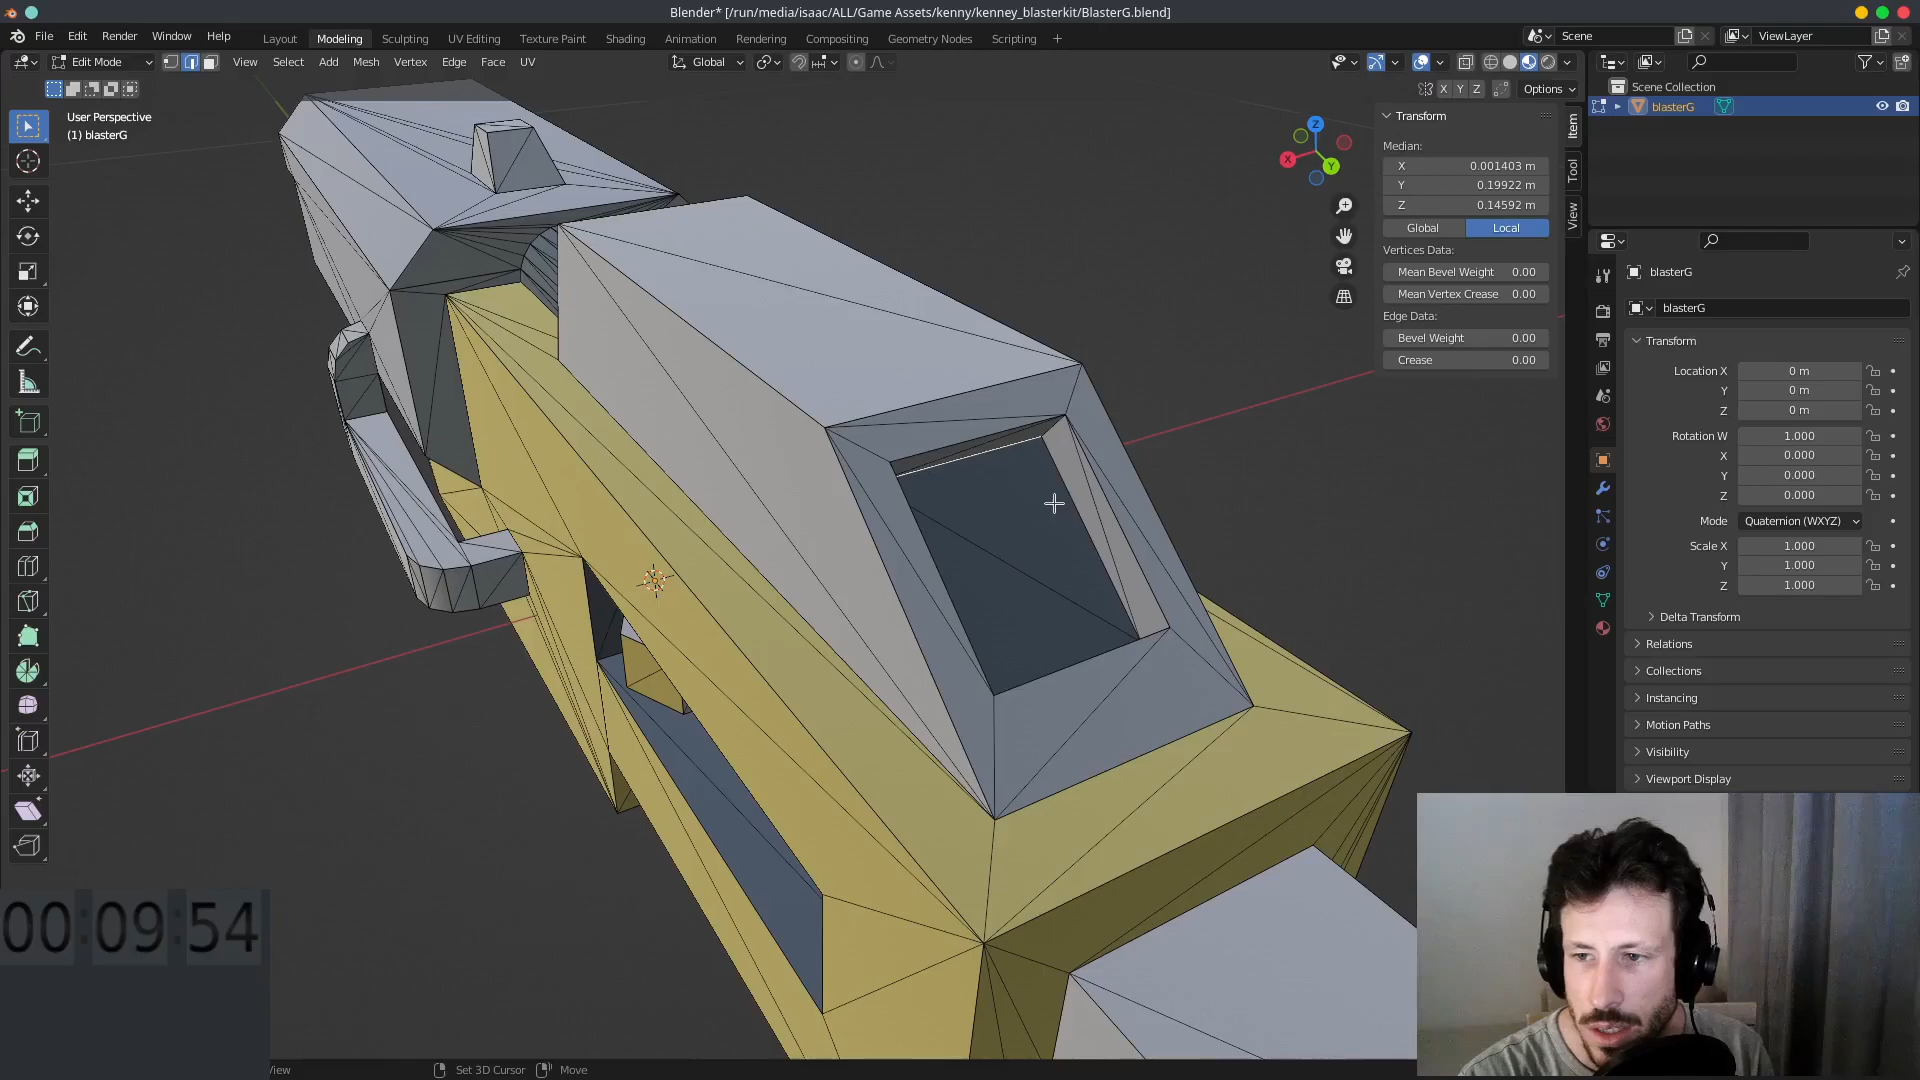 Blender* [/run/media/isaac/ALL/Game Assets/kenny/kenney_blasterkit/BlasterG.blend]
File Edit Render Window Help
Layout Modeling Sculpting UV Editing Texture Paint Shading Animation Rendering Compositing Geometry Nodes Scripting +
Scene
ViewLayer
Edit Mode
View Select Add Mesh Vertex Edge Face UV
Global
X Y Z
Options
User Perspective
(1) blasterG
Z
X
Y
Transform
Median:
X 0.001403 m
Y 0.19922 m
Z 0.14592 m
Global Local
Vertices Data:
Mean Bevel Weight 0.00
Mean Vertex Crease 0.00
Edge Data:
Bevel Weight 0.00
Crease 0.00
Item
Tool
View
Scene Collection
blasterG
blasterG
blasterG
Transform
Location X 0 m
Y 0 m
Z 0 m
Rotation W 1.000
X 0.000
Y 0.000
Z 0.000
Mode Quaternion (WXYZ)
Scale X 1.000
Y 1.000
Z 1.000
Delta Transform
Relations
Collections
Instancing
Motion Paths
Visibility
Viewport Display
00:09:54
View
Set 3D Cursor
Move